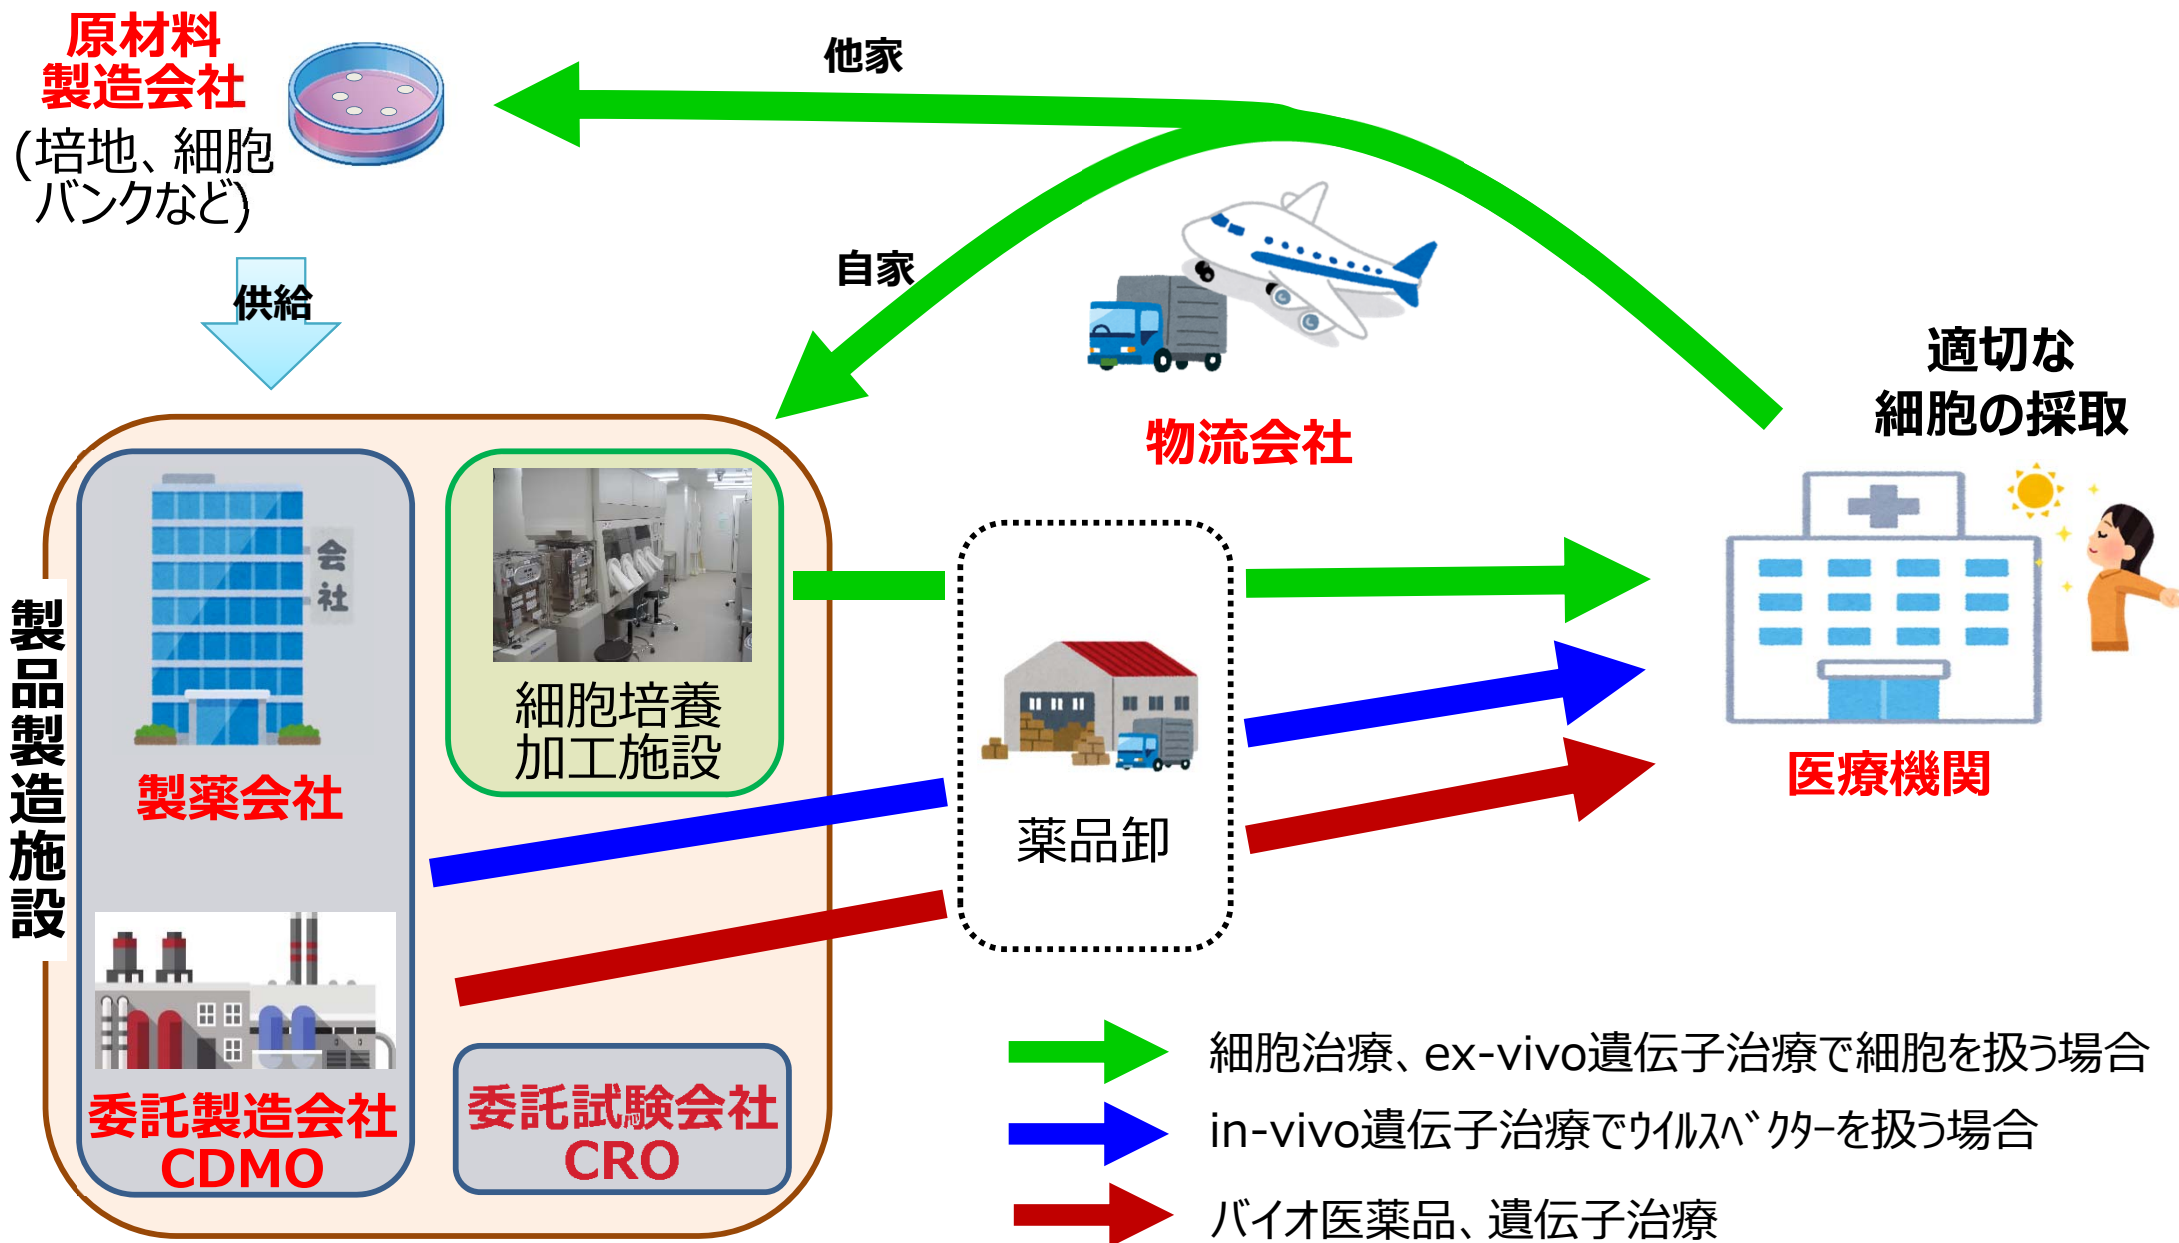 原材料
製造会社
(培地、細胞
バンクなど)
他家
供給
自家
物流会社
適切な
細胞の採取
製品製造施設
会社
製薬会社
細胞培養
加工施設
薬品卸
医療機関
委託製造会社
CDMO
委託試験会社
CRO
細胞治療、ex-vivo遺伝子治療で細胞を扱う場合
in-vivo遺伝子治療でｳｲﾙｽﾍﾞｸﾀｰを扱う場合
バイオ医薬品、遺伝子治療